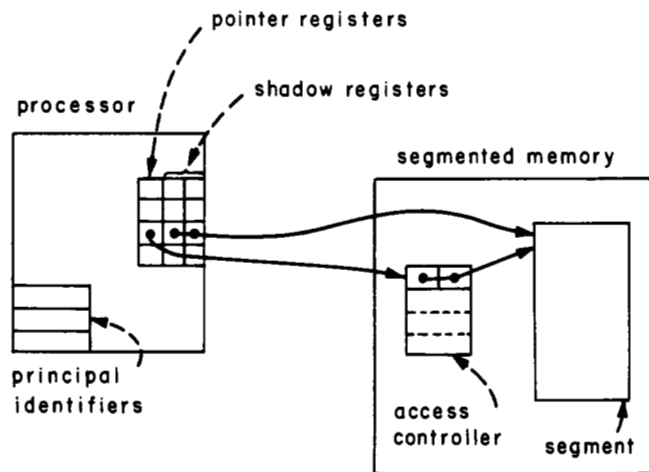 pointer registers
shadow registers
processor
segmented memory
principal
identifiers
access
controller
segment